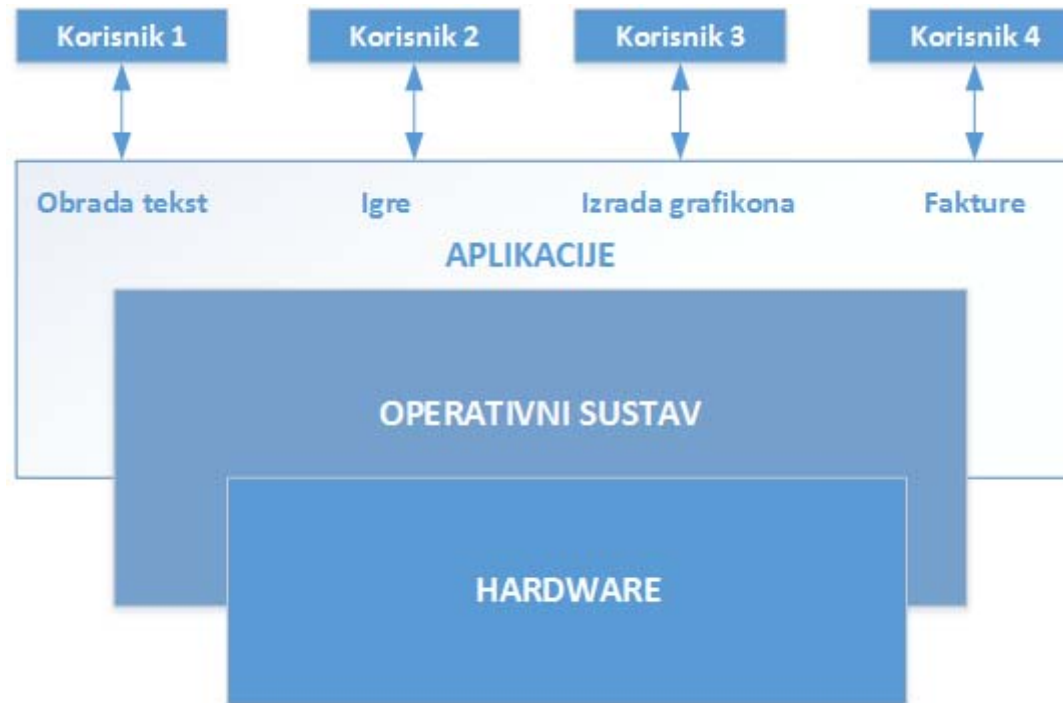 Korisnik 1 Korisnik 2 Korisnik 3 Korisnik 4
Obrada tekst Igre Izrada grafikona Fakture
APLIKACIJE
OPERATIVNI SUSTAV
HARDWARE